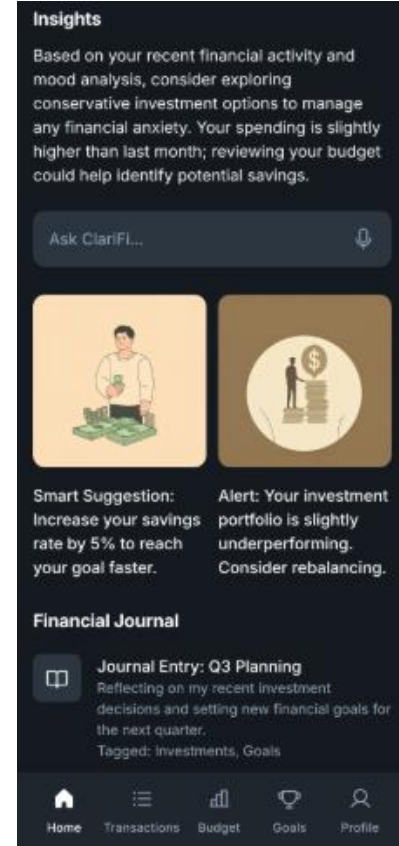 Insights
Based on your recent financial activity and
mood analysis, consider exploring
conservative investment options to manage
any financial anxiety. Your spending is slightly
higher than last month; reviewing your budget
could help identify potential savings.
Ask ClariFi...
$
Smart Suggestion:
Increase your savings
rate by 5% to reach
your goal faster.
Alert: Your investment
portfolio is slightly
underperforming.
Consider rebalancing.
Financial Journal
Journal Entry: Q3 Planning
Reflecting on my recent investment
decisions and setting new financial goals for
the next quarter.
Tagged: Investments, Goals
Home Transactions Budget Goals Profile